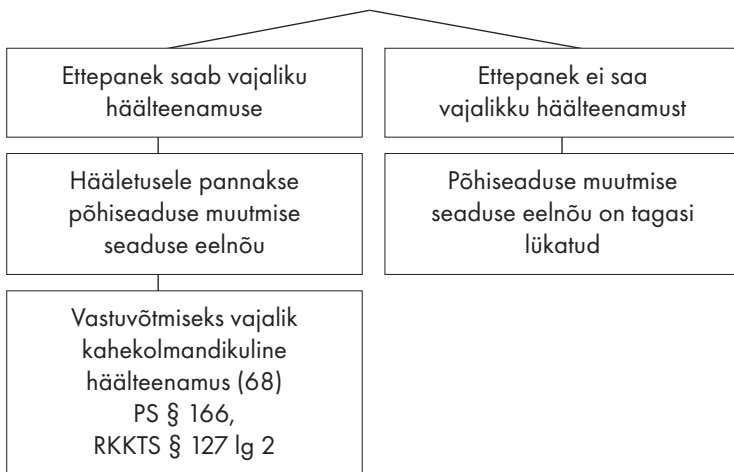 Ettepanek saab vajaliku
häälteenamuse
Ettepanek ei saa
vajalikku häälteenamust
Hääletusele pannakse
põhiseaduse muutmise
seaduse eelnõu
Põhiseaduse muutmise
seaduse eelnõu on tagasi
lükatud
Vastuvõtmiseks vajalik
kahekolmandikuline
häälteenamus (68)
PS § 166,
RKKTS § 127 lg 2